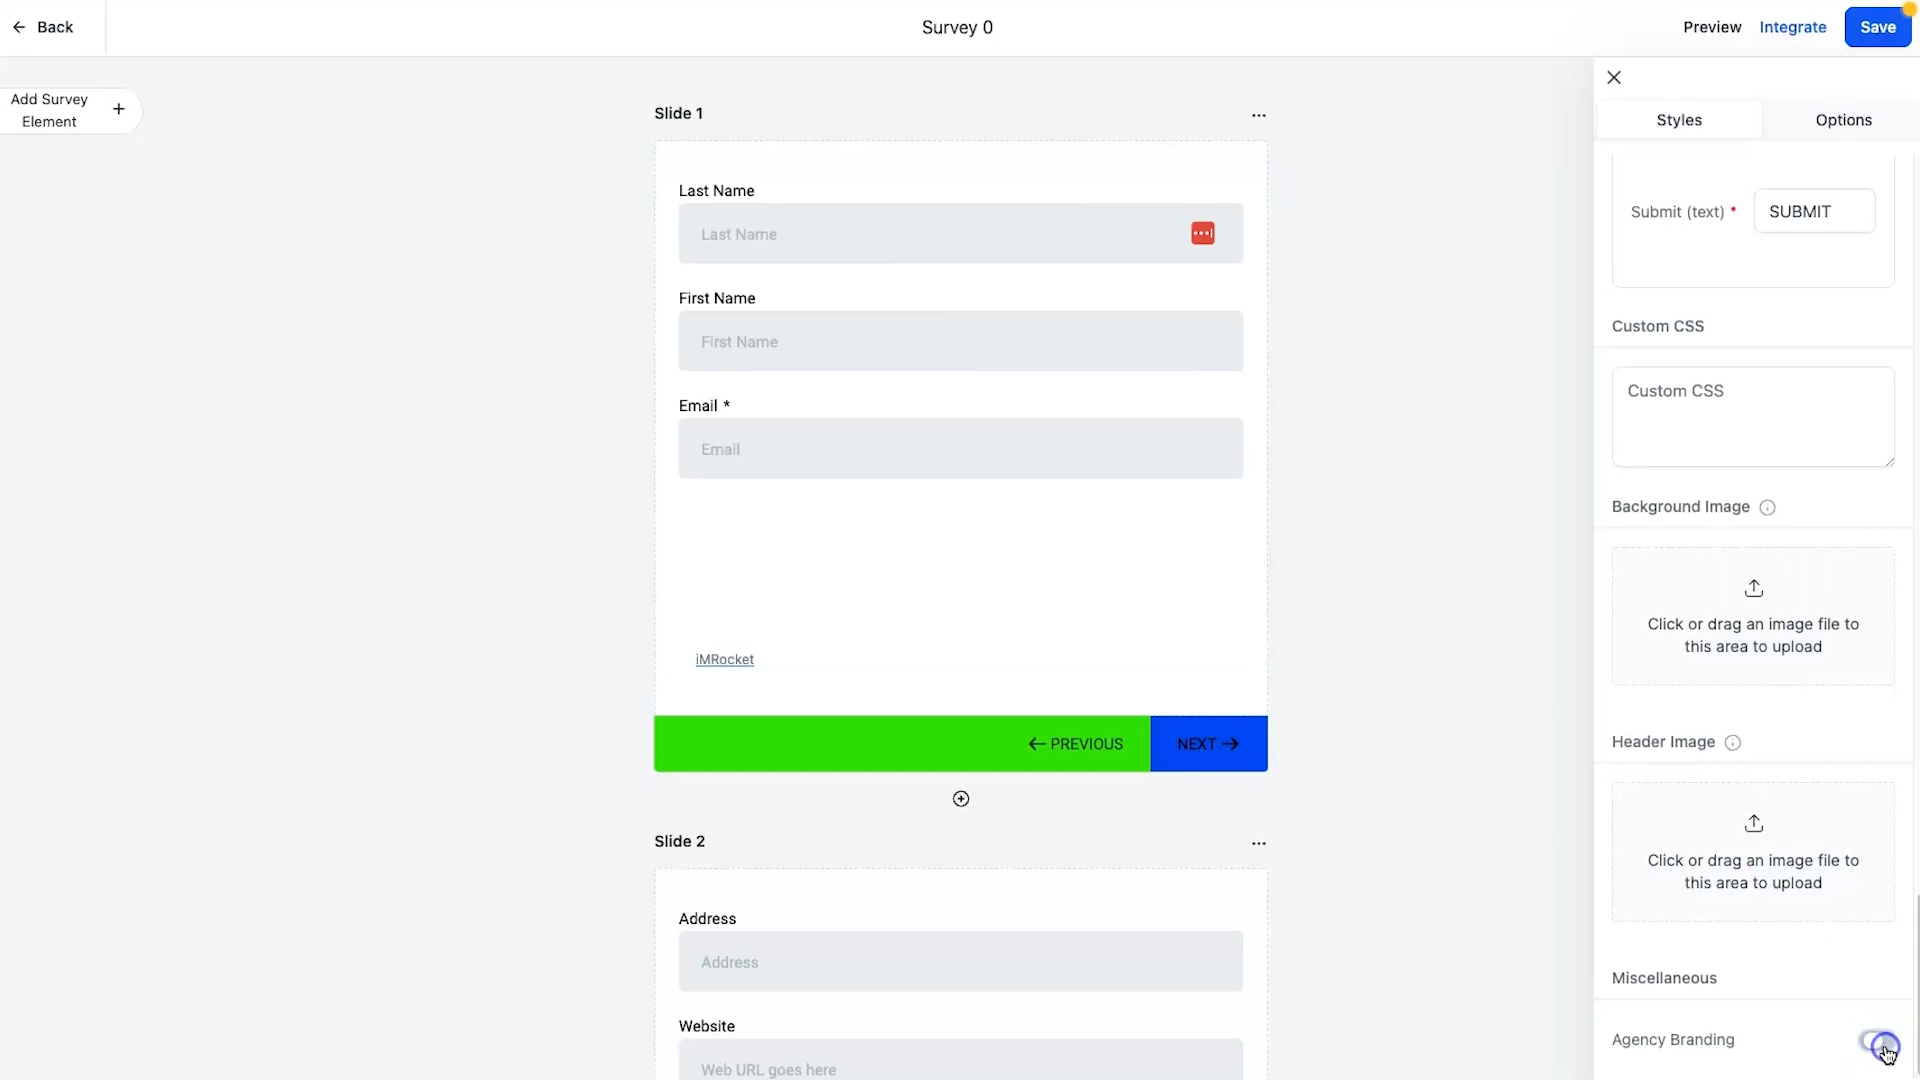 Back
Survey 0
Preview
Integrate
Save
Add Survey
Element
Styles
Options
Slide 1
Last Name
Last Name
First Name
First Name
Email *
Email
iMRocket
PREVIOUS
NEXT
Slide 2
Address
Address
Website
Web URL goes here
Submit (text) *
SUBMIT
Custom CSS
Custom CSS
Background Image
Click or drag an image file to
this area to upload
Header Image
Click or drag an image file to
this area to upload
Miscellaneous
Agency Branding